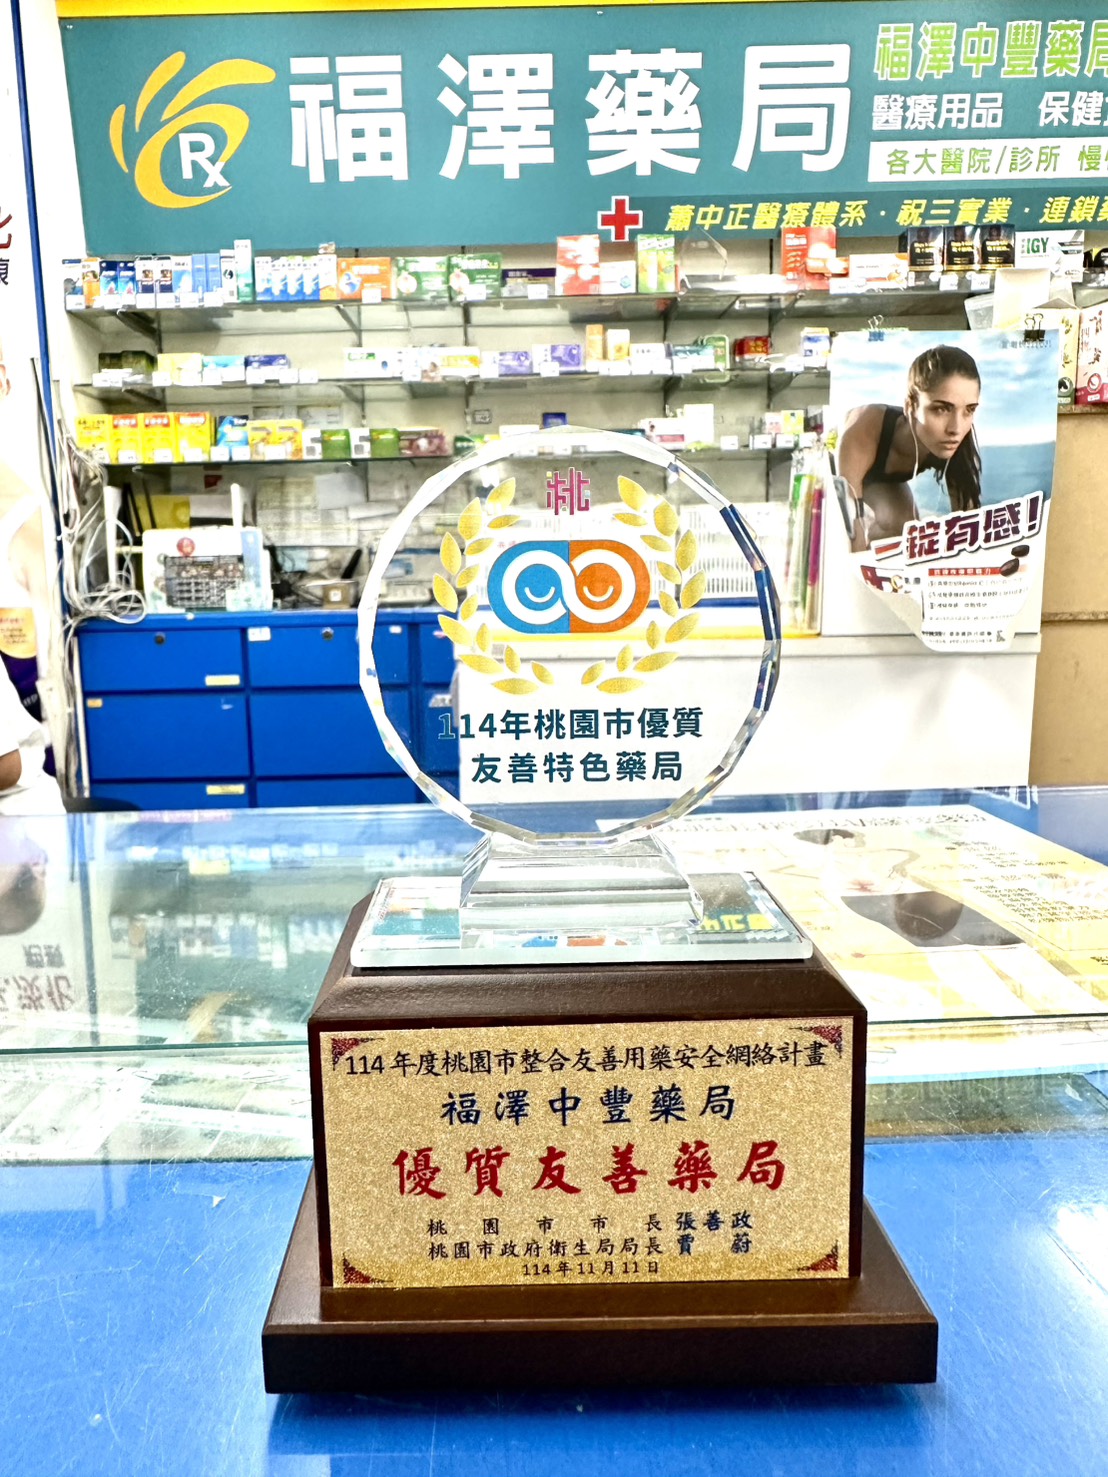 福澤藥局
Rx
福澤中豐藥局
醫療用品 保健
各大醫院/診所 慢
蕭中正醫療體系·祝三實業·連鎖
IGY
一錠有感!
桃
114年桃園市優質
友善特色藥局
114年度桃園市整合友善用藥安全網絡計畫
福澤中豐藥局
優質友善藥局
桃園市市長張善政
桃園市政府衛生局局長賈蔚
114年11月11日